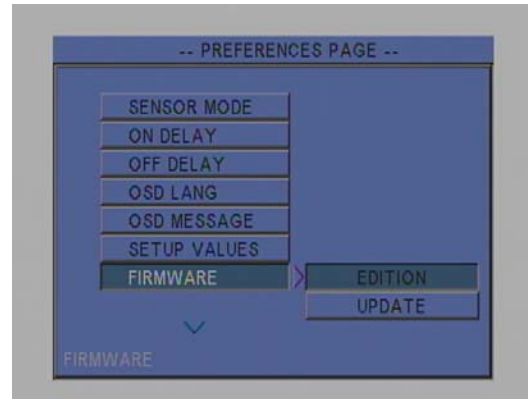 -- PREFERENCES PAGE --
SENSOR MODE
ON DELAY
OFF DELAY
OSD LANG
OSD MESSAGE
SETUP VALUES
FIRMWARE
EDITION
UPDATE
FIRMWARE